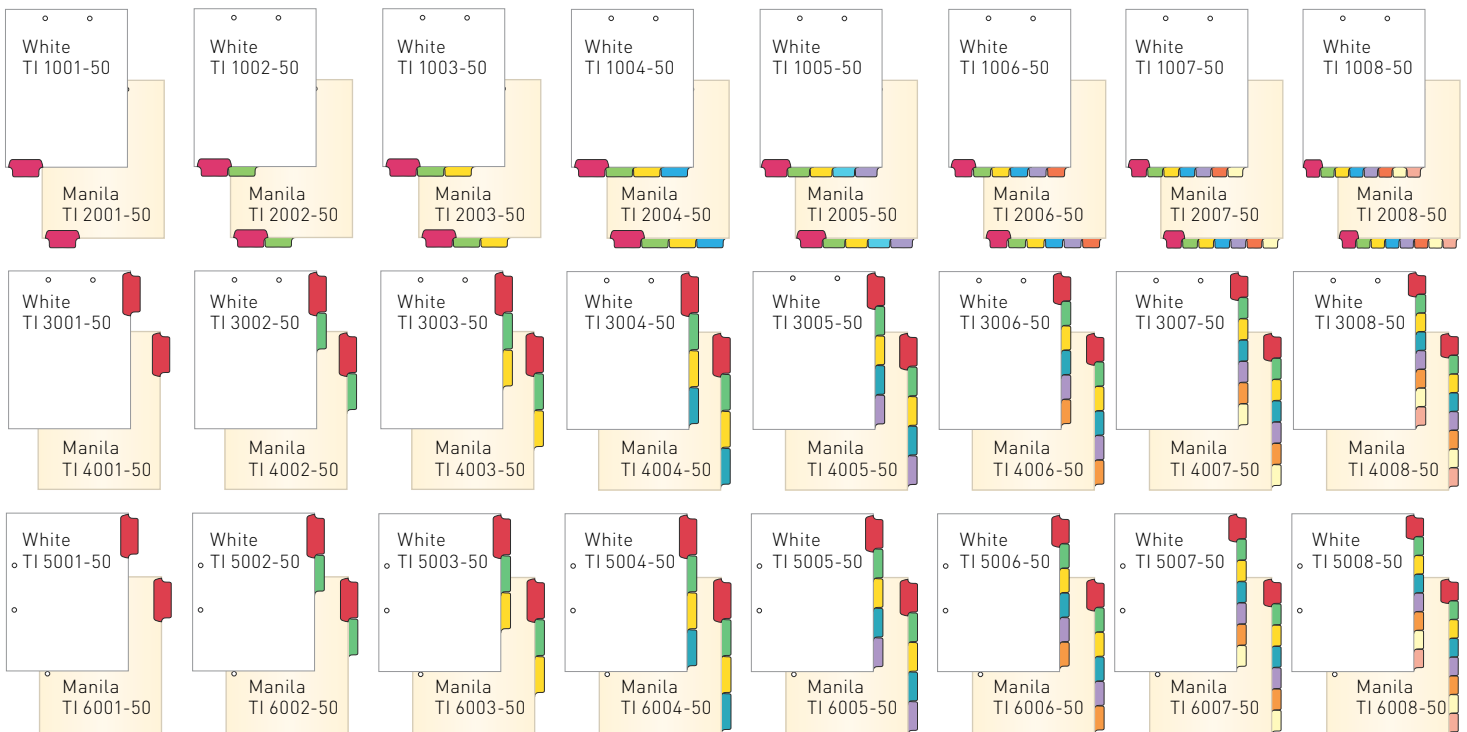 White
TI 1001-50
Manila
TI 2001-50
White
TI 1002-50
Manila
TI 2002-50
White
TI 1003-50
Manila
TI 2003-50
White
TI 1004-50
Manila
TI 2004-50
White
TI 1005-50
Manila
TI 2005-50
White
TI 1006-50
Manila
TI 2006-50
White
TI 1007-50
Manila
TI 2007-50
White
TI 1008-50
Manila
TI 2008-50
White
TI 3001-50
Manila
TI 4001-50
White
TI 3002-50
Manila
TI 4002-50
White
TI 3003-50
Manila
TI 4003-50
White
TI 3004-50
Manila
TI 4004-50
White
TI 3005-50
Manila
TI 4005-50
White
TI 3006-50
Manila
TI 4006-50
White
TI 3007-50
Manila
TI 4007-50
White
TI 3008-50
Manila
TI 4008-50
White
TI 5001-50
Manila
TI 6001-50
White
TI 5002-50
Manila
TI 6002-50
White
TI 5003-50
Manila
TI 6003-50
White
TI 5004-50
Manila
TI 6004-50
White
TI 5005-50
Manila
TI 6005-50
White
TI 5006-50
Manila
TI 6006-50
White
TI 5007-50
Manila
TI 6007-50
White
TI 5008-50
Manila
TI 6008-50